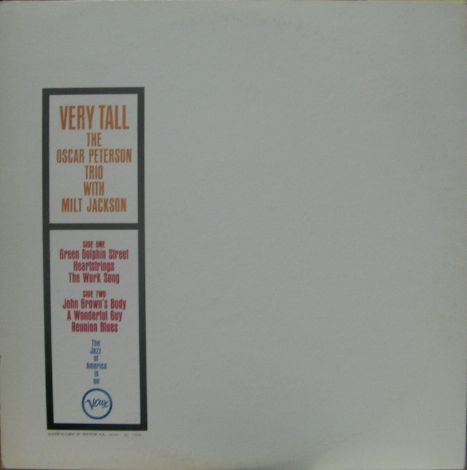 VERY TALL
THE
OSCAR PETERSON
TRIO
WITH
MILT JACKSON
SIDE ONE
Green Dolphin Street
Heartstrings
The Work Song
SIDE TWO
John Brown's Body
A Wonderful Guy
Reunion Blues
The
Jazz
of
America
is
on
Verve